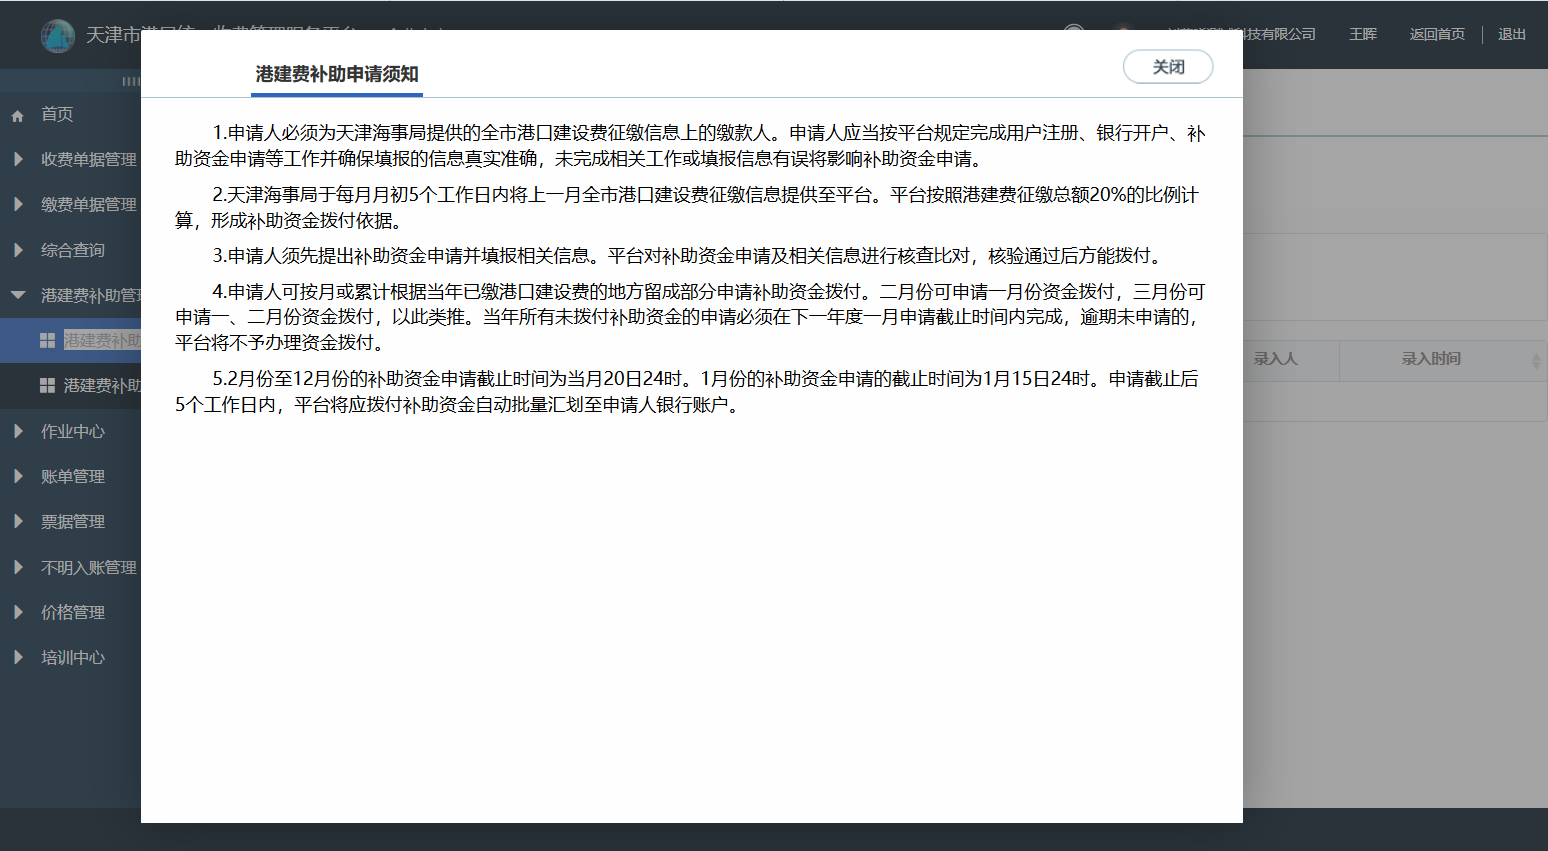 天津市港口统一收费管理服务平台
科技有限公司
王晖
返回首页
退出
港建费补助申请须知
关闭
首页
收费单据管理
缴费单据管理
综合查询
港建费补助管理
港建费补助
港建费补助
作业中心
账单管理
票据管理
不明入账管理
价格管理
培训中心
1.申请人必须为天津海事局提供的全市港口建设费征缴信息上的缴款人。申请人应当按平台规定完成用户注册、银行开户、补
助资金申请等工作并确保填报的信息真实准确，未完成相关工作或填报信息有误将影响补助资金申请。
2.天津海事局于每月月初5个工作日内将上一月全市港口建设费征缴信息提供至平台。平台按照港建费征缴总额20%的比例计
算，形成补助资金拨付依据。
3.申请人须先提出补助资金申请并填报相关信息。平台对补助资金申请及相关信息进行核查比对，核验通过后方能拨付。
4.申请人可按月或累计根据当年已缴港口建设费的地方留成部分申请补助资金拨付。二月份可申请一月份资金拨付，三月份可
申请一、二月份资金拨付，以此类推。当年所有未拨付补助资金的申请必须在下一年度一月申请截止时间内完成，逾期未申请的，
平台将不予办理资金拨付。
5.2月份至12月份的补助资金申请截止时间为当月20日24时。1月份的补助资金申请的截止时间为1月15日24时。申请截止后
5个工作日内，平台将应拨付补助资金自动批量汇划至申请人银行账户。
录入人
录入时间